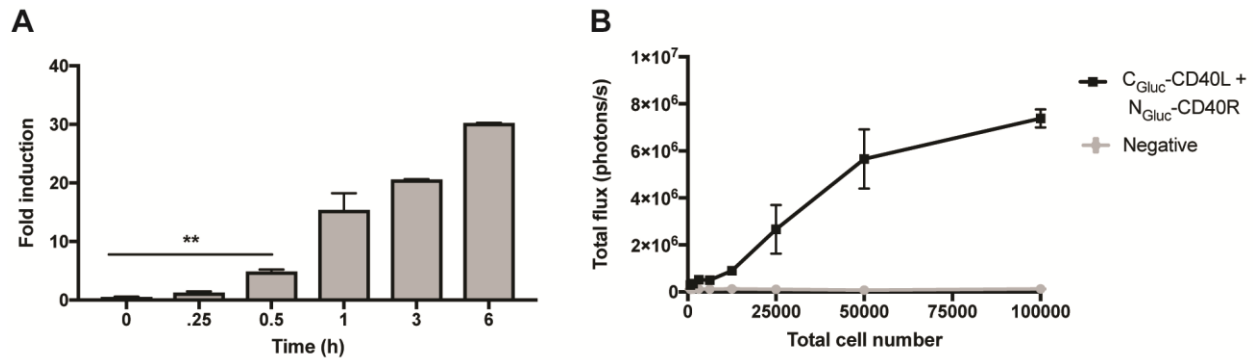 A
Fold induction
40
30
20
10
0
**
0 .25 0.5 1 3 6
Time (h)
B
Total flux (photons/s)
1×10⁷
8×10⁶
6×10⁶
4×10⁶
2×10⁶
0
0 25000 50000 75000 100000
Total cell number
C_Gluc-CD40L +
N_Gluc-CD40R
Negative